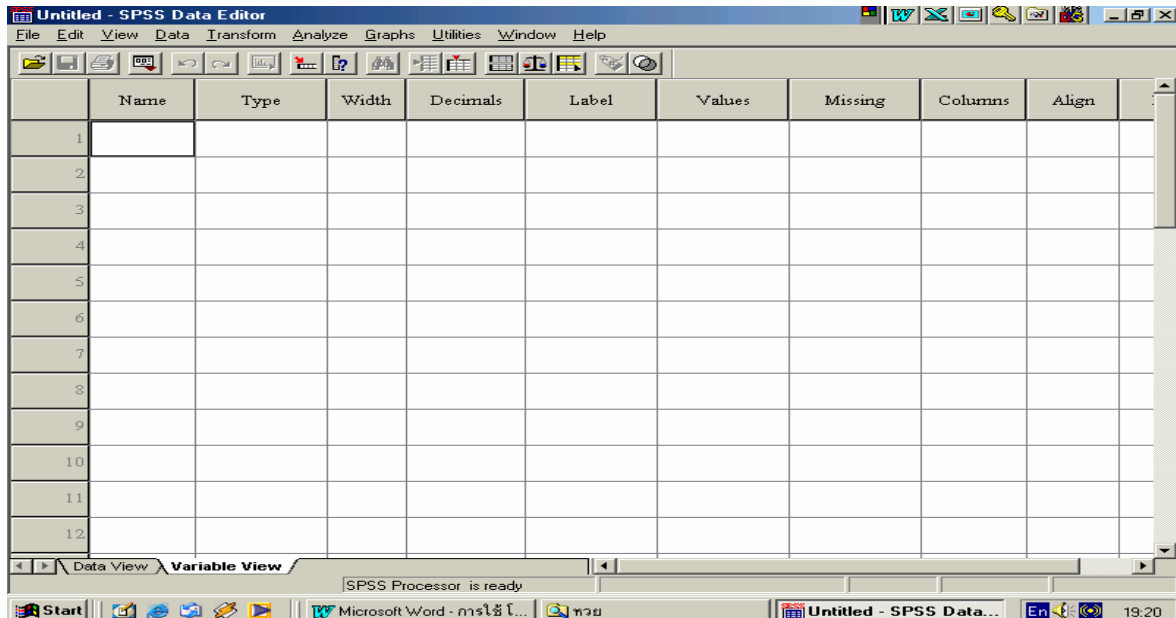 Untitled - SPSS Data Editor
File Edit View Data Transform Analyze Graphs Utilities Window Help
Name Type Width Decimals Label Values Missing Columns Align
1
2
3
4
5
6
7
8
9
10
11
12
Data View Variable View
SPSS Processor is ready
Start Microsoft Word - การใช้โ... หวย Untitled - SPSS Data... En 19:20